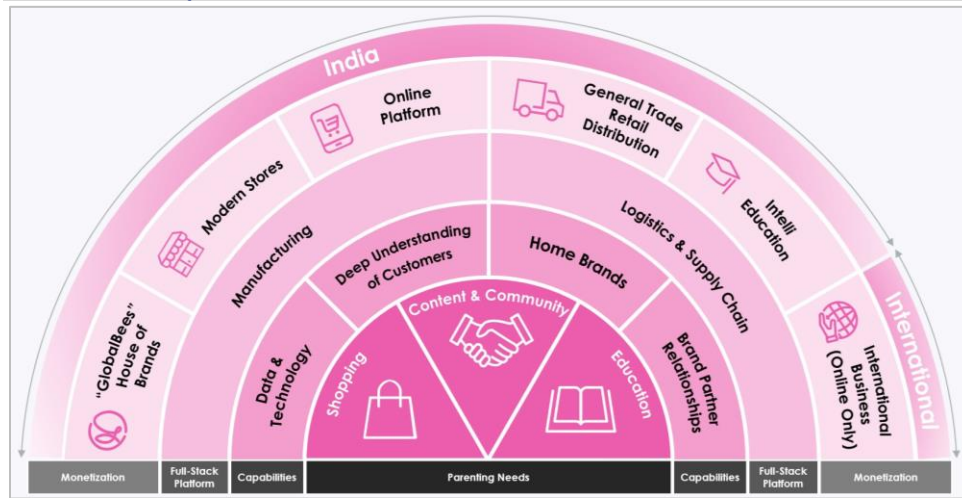 India
International
"GlobalBees"
House of
Brands
Modern Stores
Online
Platform
General Trade
Retail
Distribution
Intelli
Education
International
Business
(Online Only)
Manufacturing
Logistics & Supply Chain
Data &
Technology
Deep Understanding
of Customers
Home Brands
Brand Partner
Relationships
Shopping
Content & Community
Education
Monetization
Full-Stack
Platform
Capabilities
Parenting Needs
Capabilities
Full-Stack
Platform
Monetization